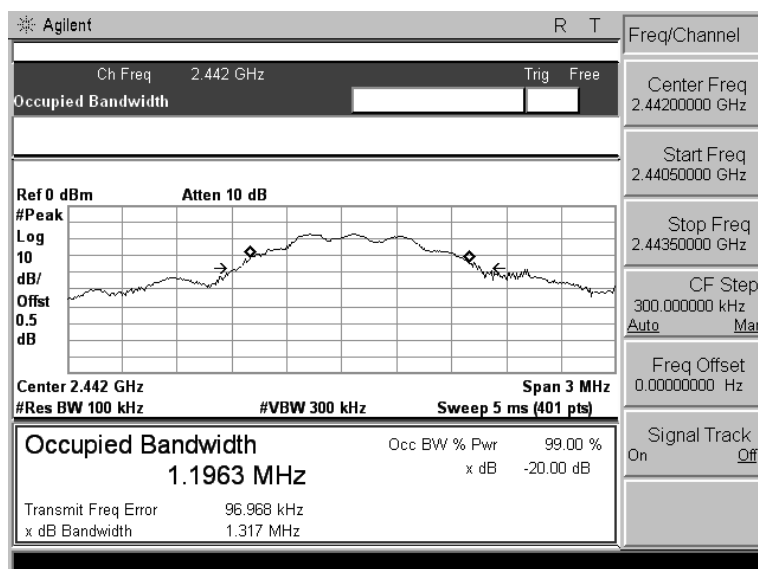 Agilent R T
Ch Freq 2.442 GHz Trig Free
Occupied Bandwidth
Ref 0 dBm Atten 10 dB
#Peak
Log
10
dB/
Offst
0.5
dB
Center 2.442 GHz Span 3 MHz
#Res BW 100 kHz #VBW 300 kHz Sweep 5 ms (401 pts)
Occupied Bandwidth
1.1963 MHz
Occ BW % Pwr 99.00 %
x dB -20.00 dB
Transmit Freq Error 96.968 kHz
x dB Bandwidth 1.317 MHz
Freq/Channel
Center Freq
2.44200000 GHz
Start Freq
2.44050000 GHz
Stop Freq
2.44350000 GHz
CF Step
300.000000 kHz
Auto Man
Freq Offset
0.00000000 Hz
Signal Track
On Off